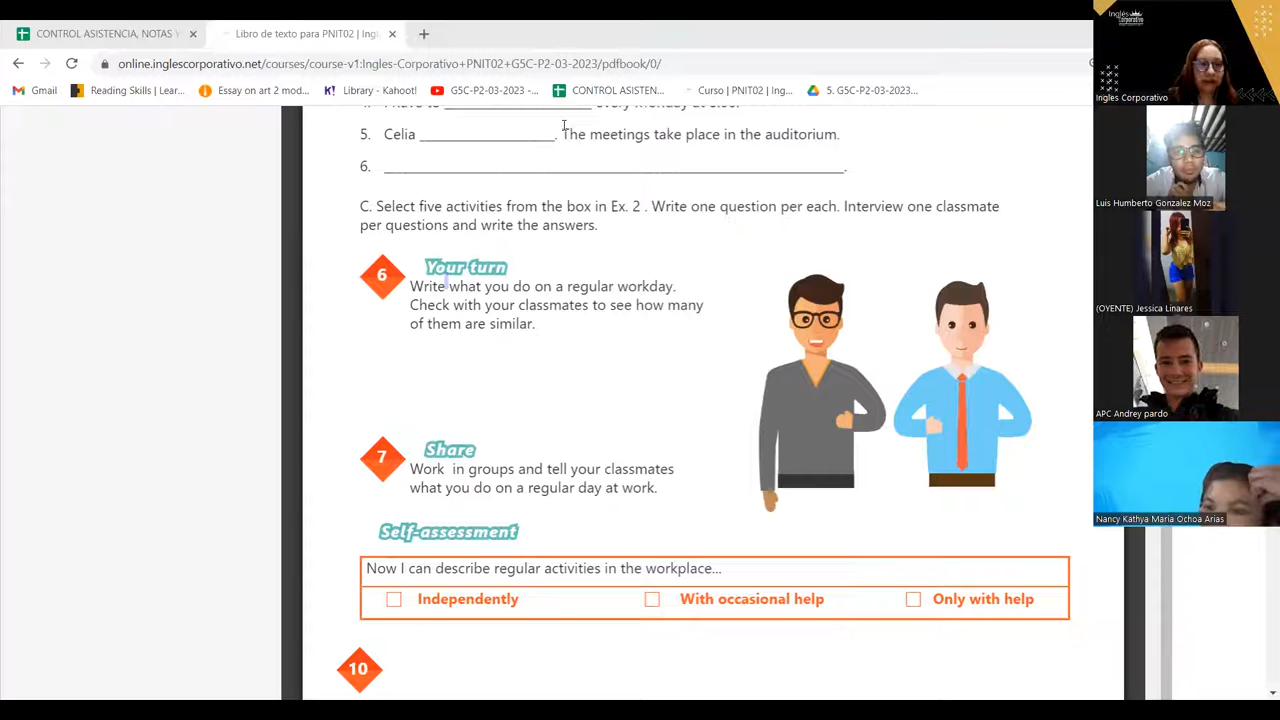 CONTROL ASISTENCIA, NOTAS Y
Libro de texto para PNIT02 | Ingl
online.inglescorporativo.net/courses/course-v1:Ingles-Corporativo+PNIT02+G5C-P2-03-2023/pdfbook/0/
Gmail
Reading Skills | Lear...
Essay on art 2 mod...
Library - Kahoot!
G5C-P2-03-2023 -...
CONTROL ASISTEN...
Curso | PNIT02 | Ing...
5. G5C-P2-03-2023...
5. Celia __________________. The meetings take place in the auditorium.
6. ______________________________________________________________.
C. Select five activities from the box in Ex. 2 . Write one question per each. Interview one classmate
per questions and write the answers.
6
Your turn
Write what you do on a regular workday.
Check with your classmates to see how many
of them are similar.
7
Share
Work in groups and tell your classmates
what you do on a regular day at work.
Self-assessment
Now I can describe regular activities in the workplace...
Independently
With occasional help
Only with help
10
Inglés
Corporativo
Ingles Corporativo
Luis Humberto Gonzalez Moz
(OYENTE) Jessica Linares
APC Andrey pardo
Nancy Kathya Maria Ochoa Arias